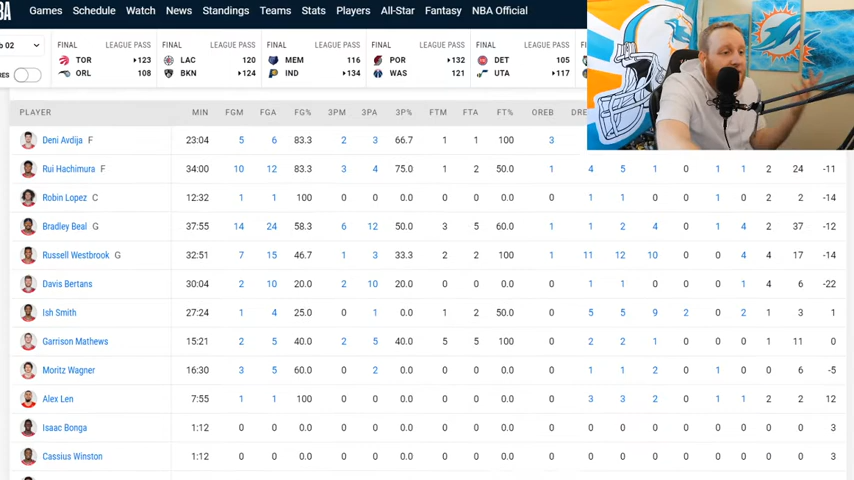 BA Games Schedule Watch News Standings Teams Stats Players All-Star Fantasy NBA Official
b 02 FINAL LEAGUE PASS FINAL LEAGUE PASS FINAL LEAGUE PASS FINAL LEAGUE PASS FINAL LEAGUE PASS
TOR 123 LAC 120 MEM 116 POR 132 DET 105
RES ORL 108 BKN 124 IND 134 WAS 121 UTA 117
PLAYER MIN FGM FGA FG% 3PM 3PA 3P% FTM FTA FT% OREB DRE
Deni Avdija F 23:04 5 6 83.3 2 3 66.7 1 1 100 3
Rui Hachimura F 34:00 10 12 83.3 3 4 75.0 1 2 50.0 1 4 5 1 0 1 1 2 24 -11
Robin Lopez C 12:32 1 1 100 0 0 0.0 0 0 0.0 0 1 1 0 0 1 0 2 2 -14
Bradley Beal G 37:55 14 24 58.3 6 12 50.0 3 5 60.0 1 1 2 4 0 1 4 2 37 -12
Russell Westbrook G 32:51 7 15 46.7 1 3 33.3 2 2 100 1 11 12 10 0 0 4 4 17 -14
Davis Bertans 30:04 2 10 20.0 2 10 20.0 0 0 0.0 0 1 1 0 0 0 1 4 6 -22
Ish Smith 27:24 1 4 25.0 0 1 0.0 1 2 50.0 0 5 5 9 2 0 2 1 3 1
Garrison Mathews 15:21 2 5 40.0 2 5 40.0 5 5 100 0 2 2 1 0 0 0 1 11 0
Moritz Wagner 16:30 3 5 60.0 0 2 0.0 0 0 0.0 0 1 1 2 0 1 0 0 6 -5
Alex Len 7:55 1 1 100 0 0 0.0 0 0 0.0 0 3 3 2 0 1 1 2 2 12
Isaac Bonga 1:12 0 0 0.0 0 0 0.0 0 0 0.0 0 0 0 0 0 0 0 0 0 3
Cassius Winston 1:12 0 0 0.0 0 0 0.0 0 0 0.0 0 0 0 0 0 0 0 0 0 3